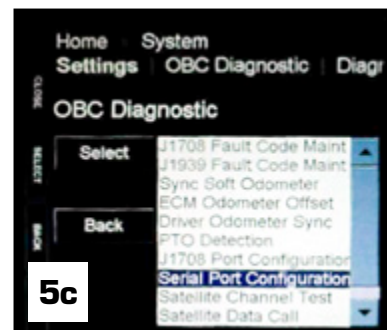 Home System
Settings OBC Diagnostic Diagr
CLOSE
OBC Diagnostic
SELECT
Select
J1708 Fault Code Maint
J1939 Fault Code Maint
Sync Soft Odometer
ECM Odometer Offset
BACK
Back
Driver Odometer Sync
PTO Detection
J1708 Port Configuration
Serial Port Configuration
Satellite Channel Test
Satellite Data Call
5c